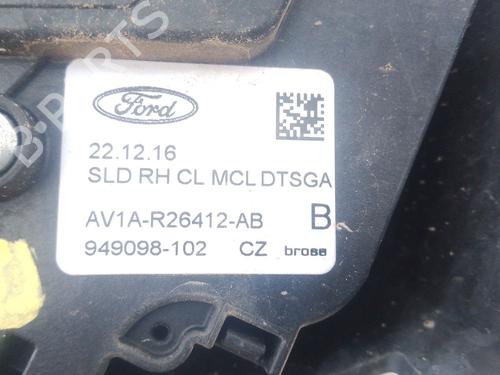 B-PARTS
Ford
22.12.16
SLD RH CL MCL DTSGA
AV1A-R26412-AB B
949098-102 CZ brose